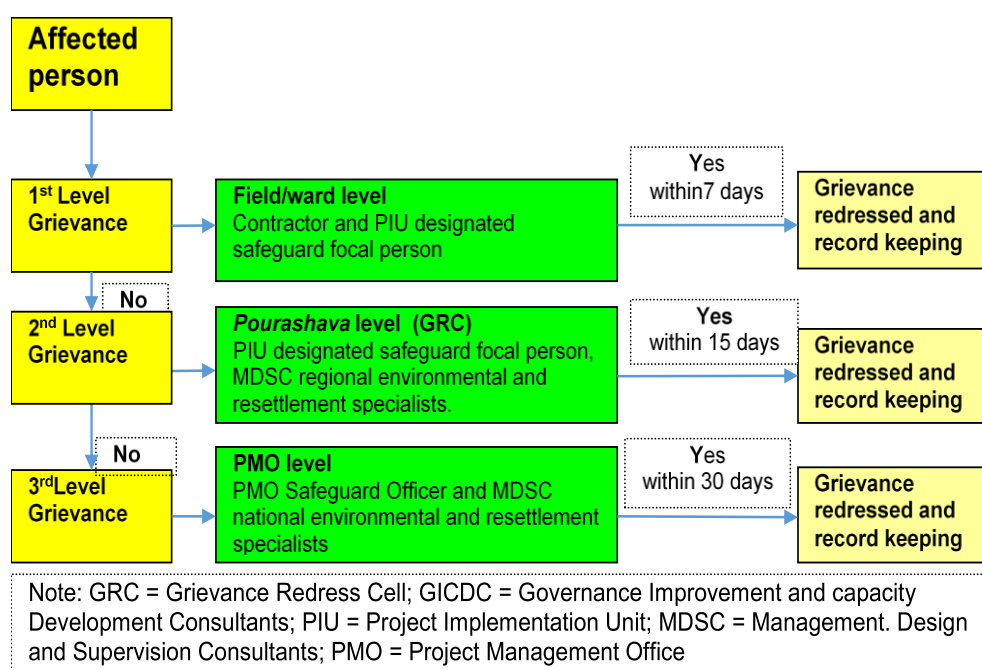 Affected
person
1st Level
Grievance
Field/ward level
Contractor and PIU designated
safeguard focal person
Yes
within7 days
Grievance
redressed and
record keeping
No
2nd Level
Grievance
Pourashava level (GRC)
PIU designated safeguard focal person,
MDSC regional environmental and
resettlement specialists.
Yes
within 15 days
Grievance
redressed and
record keeping
No
3rdLevel
Grievance
PMO level
PMO Safeguard Officer and MDSC
national environmental and resettlement
specialists
Yes
within 30 days
Grievance
redressed and
record keeping
Note: GRC = Grievance Redress Cell; GICDC = Governance Improvement and capacity
Development Consultants; PIU = Project Implementation Unit; MDSC = Management. Design
and Supervision Consultants; PMO = Project Management Office